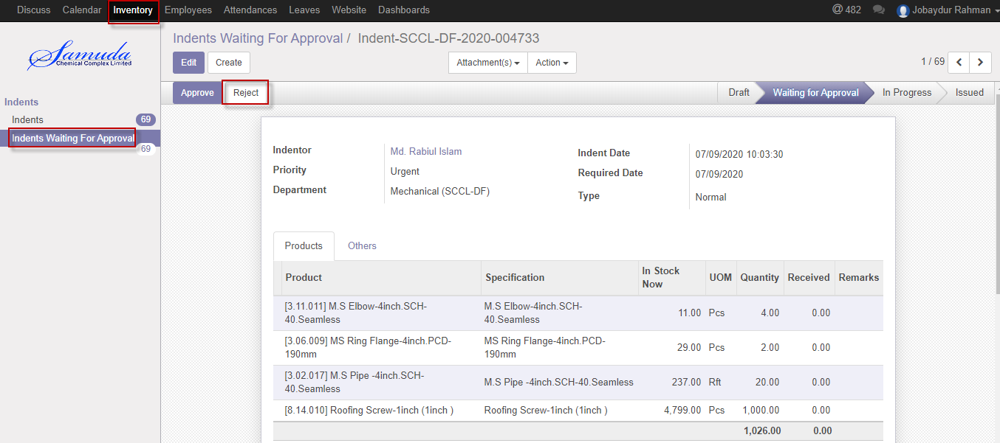 Discuss Calendar Inventory Employees Attendances Leaves Website Dashboards @ 482 Jobaydur Rahman
Samuda
Chemical Complex Limited
Indents
Indents 69
Indents Waiting For Approval
69
Indents Waiting For Approval / Indent-SCCL-DF-2020-004733
Edit Create Attachment(s) Action 1 / 69
Approve Reject Draft Waiting for Approval In Progress Issued
Indentor Md. Rabiul Islam
Priority Urgent
Department Mechanical (SCCL-DF)
Indent Date 07/09/2020 10:03:30
Required Date 07/09/2020
Type Normal
Products Others
Product Specification In Stock Now UOM Quantity Received Remarks
[3.11.011] M.S Elbow-4inch.SCH- M.S Elbow-4inch.SCH-
40.Seamless 40.Seamless 11.00 Pcs 4.00 0.00
[3.06.009] MS Ring Flange-4inch.PCD- MS Ring Flange-4inch.PCD-
190mm 190mm 29.00 Pcs 2.00 0.00
[3.02.017] M.S Pipe -4inch.SCH-
40.Seamless M.S Pipe -4inch.SCH-40.Seamless 237.00 Rft 20.00 0.00
[8.14.010] Roofing Screw-1inch (1inch ) Roofing Screw-1inch (1inch ) 4,799.00 Pcs 1,000.00 0.00
1,026.00 0.00